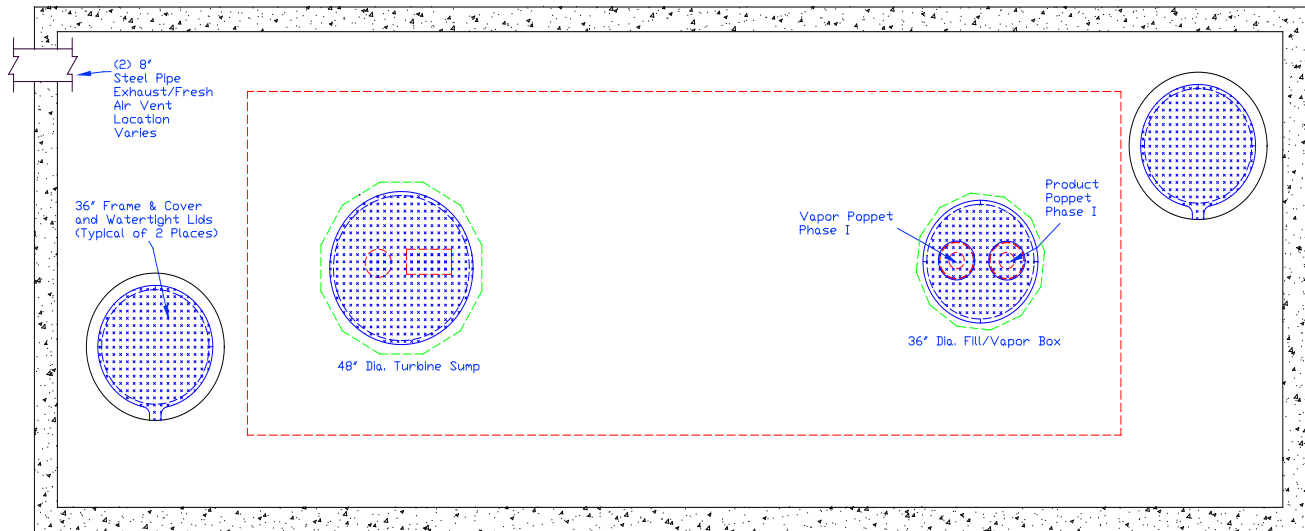 (2) 8"
Steel Pipe
Exhaust/Fresh
Air Vent
Location
Varies
36" Frame & Cover
and Watertight Lids
(Typical of 2 Places)
48" Dia. Turbine Sump
Vapor Poppet
Phase I
Product
Poppet
Phase I
36" Dia. Fill/Vapor Box